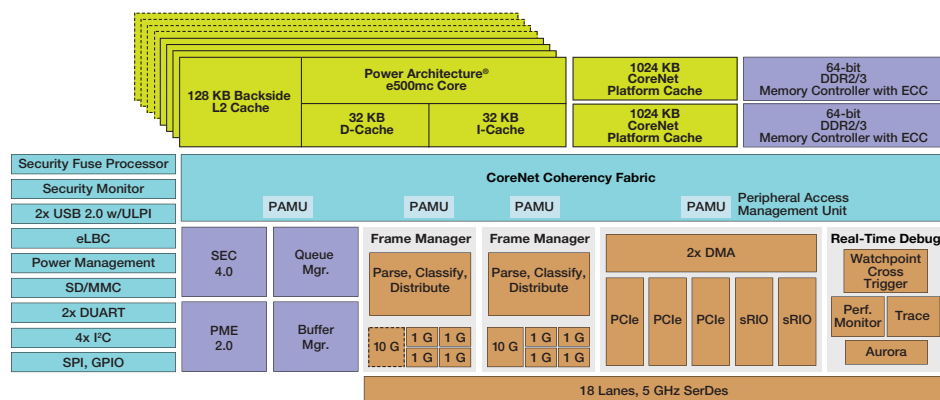 128 KB Backside
L2 Cache
Power Architecture®
e500mc Core
32 KB
D-Cache
32 KB
I-Cache
1024 KB
CoreNet
Platform Cache
1024 KB
CoreNet
Platform Cache
64-bit
DDR2/3
Memory Controller with ECC
64-bit
DDR2/3
Memory Controller with ECC
Security Fuse Processor
Security Monitor
2x USB 2.0 w/ULPI
eLBC
Power Management
SD/MMC
2x DUART
4x I²C
SPI, GPIO
CoreNet Coherency Fabric
PAMU
PAMU
PAMU
PAMU
Peripheral Access
Management Unit
SEC
4.0
Queue
Mgr.
PME
2.0
Buffer
Mgr.
Frame Manager
Parse, Classify,
Distribute
10 G
1 G
1 G
1 G
1 G
Frame Manager
Parse, Classify,
Distribute
10 G
1 G
1 G
1 G
1 G
2x DMA
PCIe
PCIe
PCIe
sRIO
sRIO
Real-Time Debug
Watchpoint
Cross
Trigger
Perf.
Monitor
Trace
Aurora
18 Lanes, 5 GHz SerDes